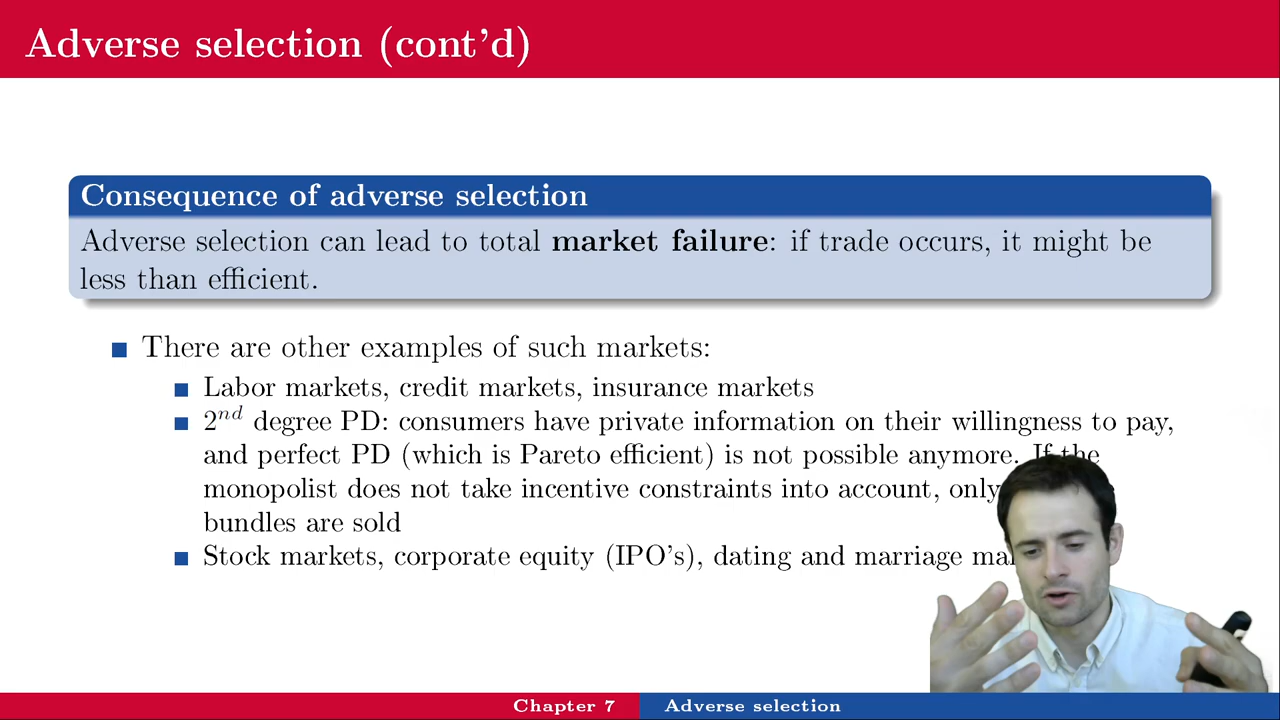 Adverse selection (cont'd)
Consequence of adverse selection
Adverse selection can lead to total market failure: if trade occurs, it might be
less than efficient.
There are other examples of such markets:
Labor markets, credit markets, insurance markets
2nd degree PD: consumers have private information on their willingness to pay,
and perfect PD (which is Pareto efficient) is not possible anymore. If the
monopolist does not take incentive constraints into account, only
bundles are sold
Stock markets, corporate equity (IPO's), dating and marriage
Chapter 7 Adverse selection